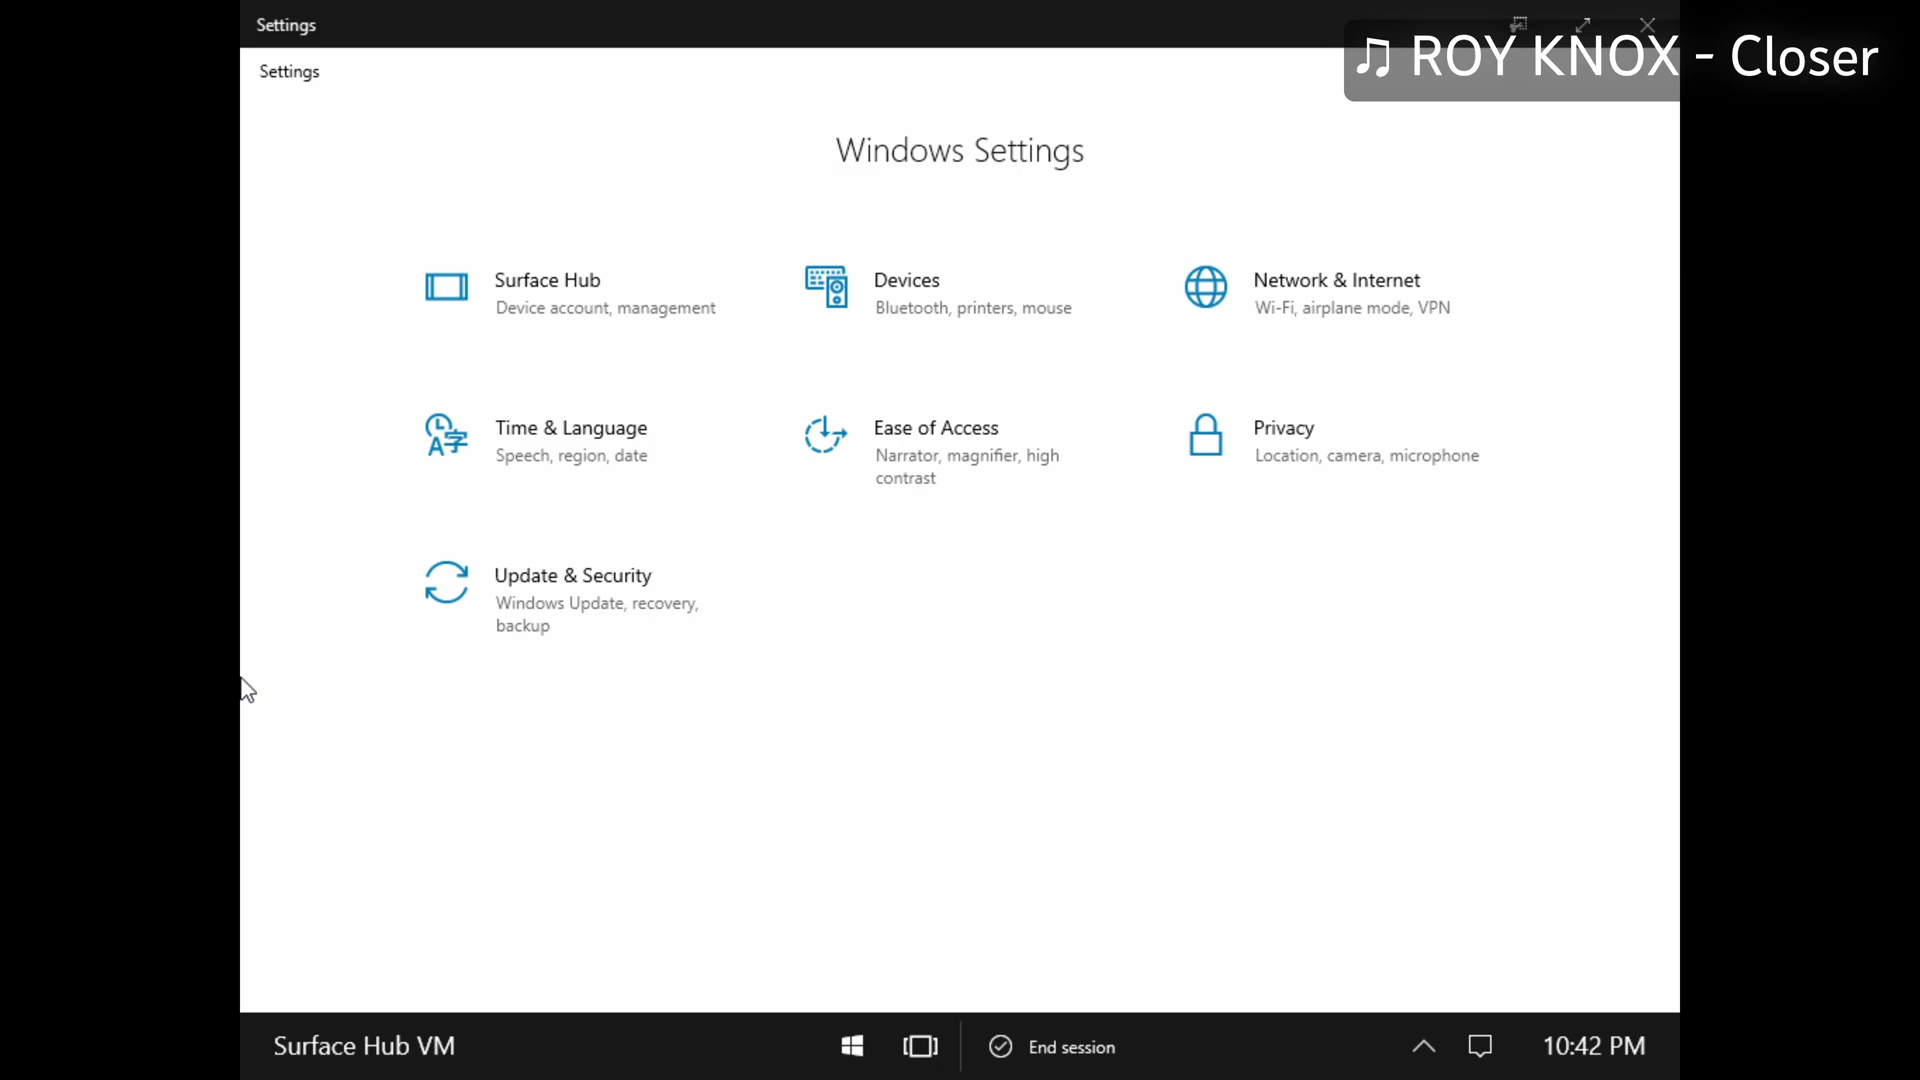 Settings
♫ ROY KNOX - Closer
Settings
Windows Settings
Surface Hub
Device account, management
Devices
Bluetooth, printers, mouse
Network & Internet
Wi-Fi, airplane mode, VPN
Time & Language
Speech, region, date
Ease of Access
Narrator, magnifier, high
contrast
Privacy
Location, camera, microphone
Update & Security
Windows Update, recovery,
backup
Surface Hub VM
End session
10:42 PM